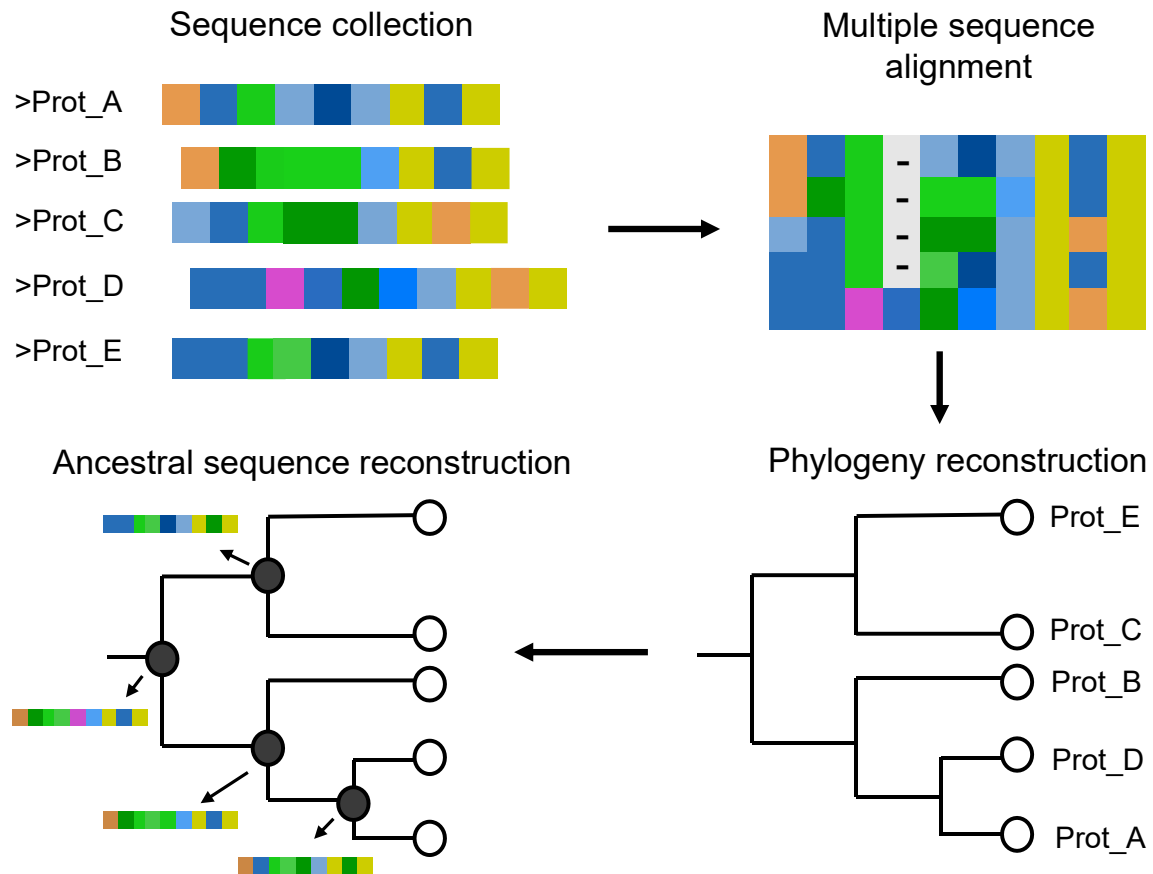 Sequence collection
Multiple sequence
alignment
>Prot_A
>Prot_B
>Prot_C
>Prot_D
>Prot_E
-
-
-
-
Ancestral sequence reconstruction
Phylogeny reconstruction
Prot_E
Prot_C
Prot_B
Prot_D
Prot_A